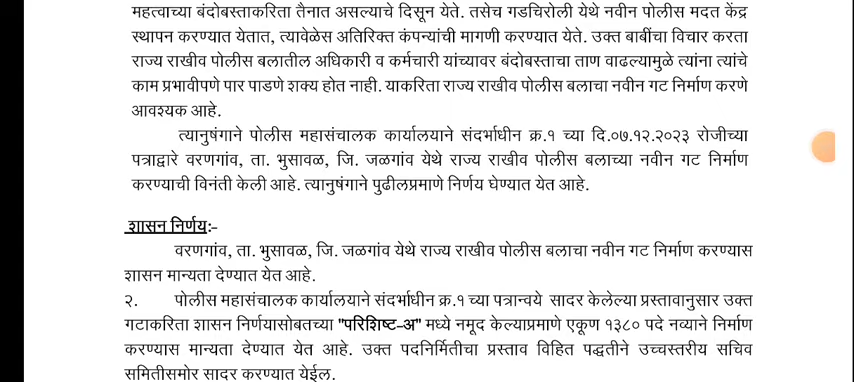 महत्वाच्या बंदोबस्ताकरिता तैनात असल्याचे दिसून येते. तसेच गडचिरोली येथे नवीन पोलीस मदत केंद्र
स्थापन करण्यात येतात, त्यावेळेस अतिरिक्त कंपन्यांची मागणी करण्यात येते. उक्त बाबींचा विचार करता
राज्य राखीव पोलीस बलातील अधिकारी व कर्मचारी यांच्यावर बंदोबस्ताचा ताण वाढल्यामुळे त्यांना त्यांचे
काम प्रभावीपणे पार पाडणे शक्य होत नाही. याकरिता राज्य राखीव पोलीस बलाचा नवीन गट निर्माण करणे
आवश्यक आहे.
त्यानुषंगाने पोलीस महासंचालक कार्यालयाने संदर्भाधीन क्र.१ च्या दि.०७.१२.२०२३ रोजीच्या
पत्राद्वारे वरणगांव, ता. भुसावळ, जि. जळगांव येथे राज्य राखीव पोलीस बलाच्या नवीन गट निर्माण
करण्याची विनंती केली आहे. त्यानुषंगाने पुढीलप्रमाणे निर्णय घेण्यात येत आहे.
शासन निर्णय:-
वरणगांव, ता. भुसावळ, जि. जळगांव येथे राज्य राखीव पोलीस बलाचा नवीन गट निर्माण करण्यास
शासन मान्यता देण्यात येत आहे.
२. पोलीस महासंचालक कार्यालयाने संदर्भाधीन क्र.१ च्या पत्रान्वये सादर केलेल्या प्रस्तावानुसार उक्त
गटाकरिता शासन निर्णयासोबतच्या "परिशिष्ट-अ" मध्ये नमूद केल्याप्रमाणे एकूण १३८० पदे नव्याने निर्माण
करण्यास मान्यता देण्यात येत आहे. उक्त पदनिर्मितीचा प्रस्ताव विहित पद्धतीने उच्चस्तरीय सचिव
समितीसमोर सादर करण्यात येईल.